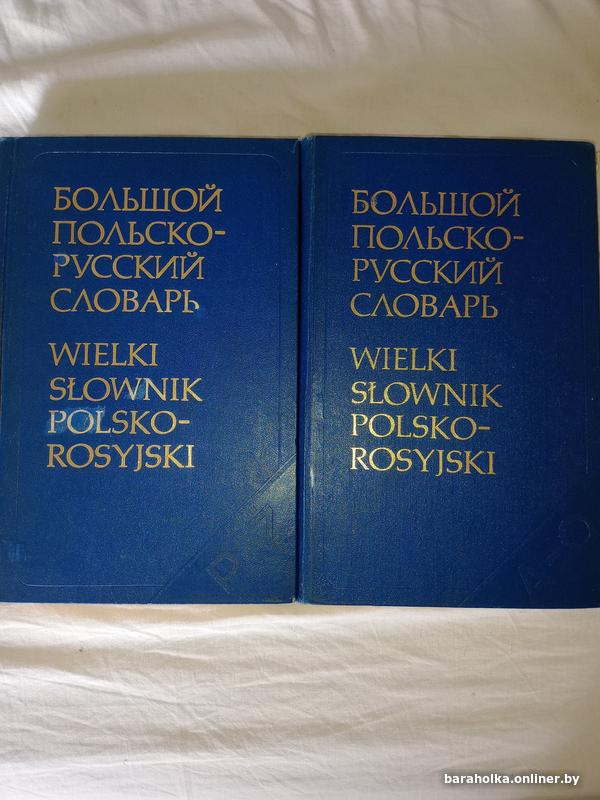 БОЛЬШОЙ
ПОЛЬСКО-
РУССКИЙ
СЛОВАРЬ
WIELKI
SŁOWNIK
POLSKO-
ROSYJSKI
P-Z
БОЛЬШОЙ
ПОЛЬСКО-
РУССКИЙ
СЛОВАРЬ
WIELKI
SŁOWNIK
POLSKO-
ROSYJSKI
A-O
baraholka.onliner.by